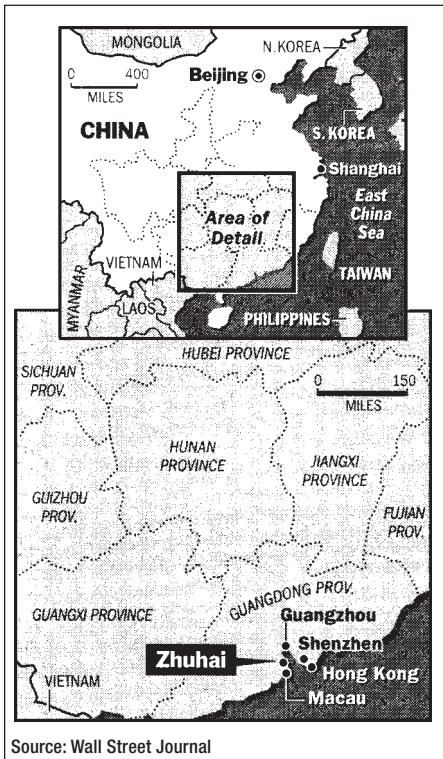 MONGOLIA
N. KOREA
0 400
MILES
Beijing
CHINA
S. KOREA
Shanghai
East
China
Sea
Area of
Detail
TAIWAN
VIETNAM
MYANMAR
LAOS
PHILIPPINES
HUBEI PROVINCE
SICHUAN
PROV.
0 150
MILES
HUNAN
PROVINCE
JIANGXI
PROVINCE
GUIZHOU
PROV.
FUJIAN
PROV.
GUANGDONG PROV.
GUANGXI PROVINCE
Guangzhou
Shenzhen
Zhuhai
Hong Kong
VIETNAM
Macau
Source: Wall Street Journal